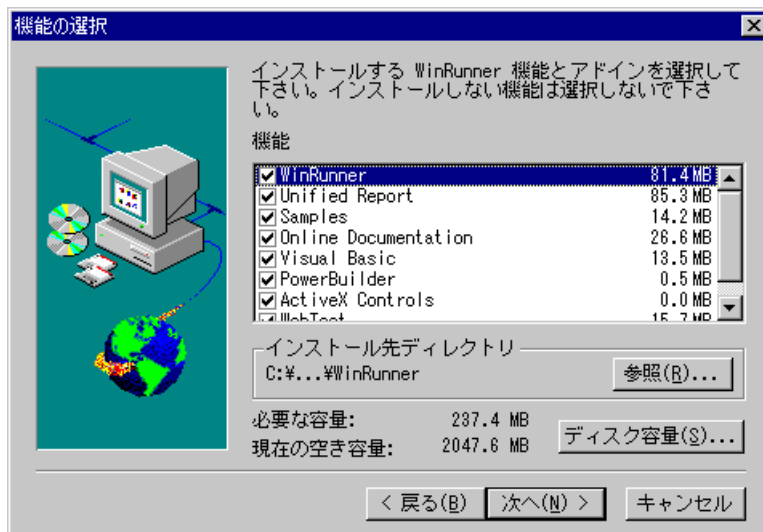 機能の選択
インストールする WinRunner 機能とアドインを選択して
下さい。インストールしない機能は選択しないで下さ
い。
機能
WinRunner 81.4 MB
Unified Report 85.3 MB
Samples 14.2 MB
Online Documentation 26.6 MB
Visual Basic 13.5 MB
PowerBuilder 0.5 MB
ActiveX Controls 0.0 MB
WebTest 15.7 MB
インストール先ディレクトリ
C:¥...¥WinRunner 参照(R)...
必要な容量: 237.4 MB
現在の空き容量: 2047.6 MB ディスク容量(S)...
< 戻る(B) 次へ(N) > キャンセル